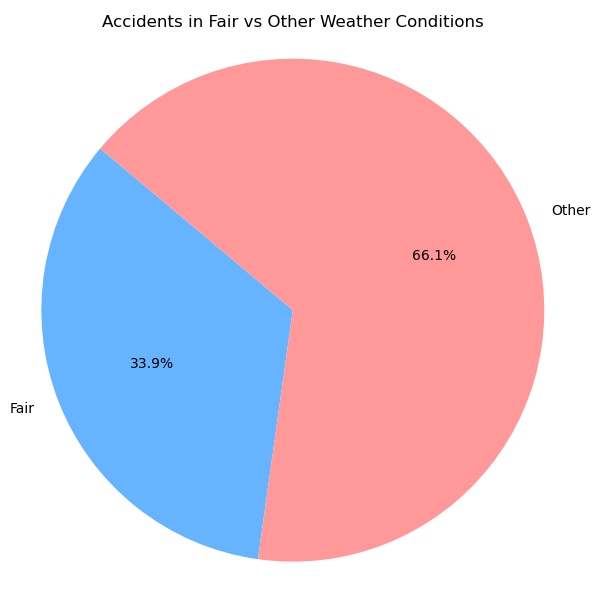 Accidents in Fair vs Other Weather Conditions
Other
66.1%
33.9%
Fair